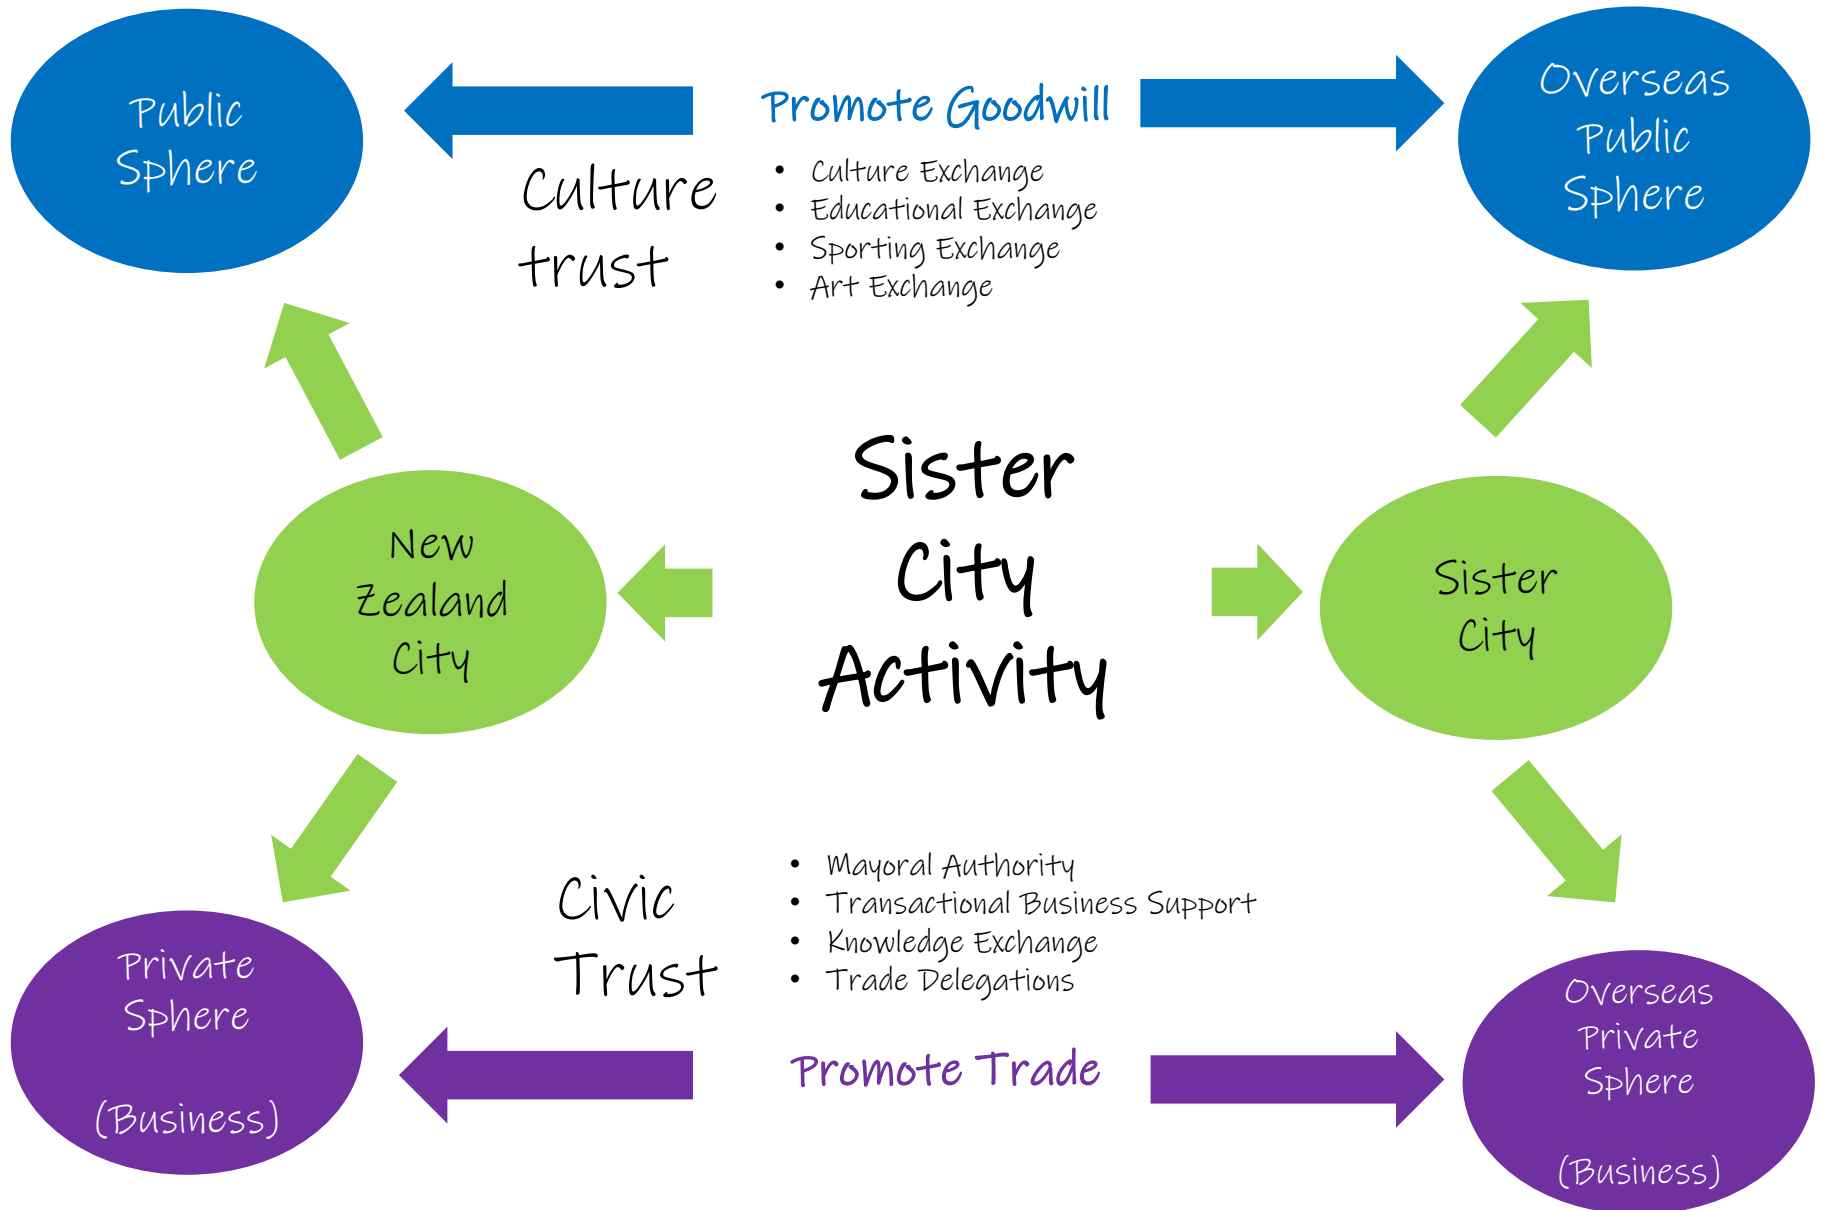 Public
Sphere
Promote Goodwill
Overseas
Public
Sphere
Culture
trust
• Culture Exchange
• Educational Exchange
• Sporting Exchange
• Art Exchange
New
Zealand
City
Sister
City
Activity
Sister
City
Civic
Trust
• Mayoral Authority
• Transactional Business Support
• Knowledge Exchange
• Trade Delegations
Private
Sphere
(Business)
Promote Trade
Overseas
Private
Sphere
(Business)